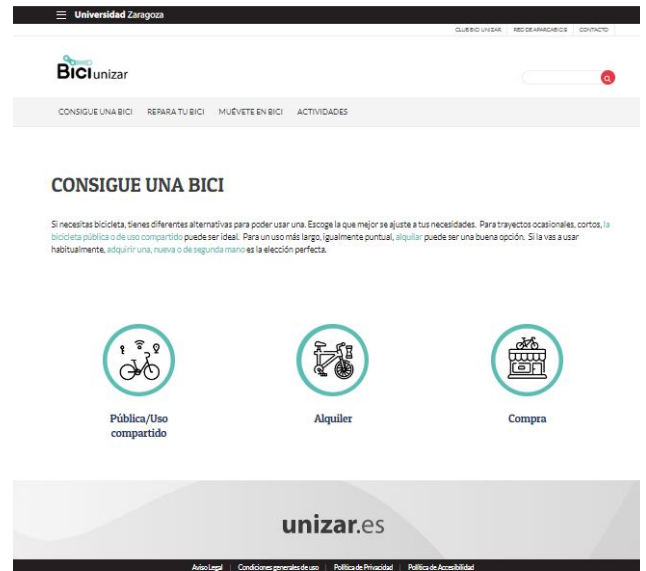 Universidad Zaragoza
CLUB BICI UNIZAR RED DE APARCABICIS CONTACTO
BICIunizar
CONSIGUE UNA BICI REPARA TU BICI MUÉVETE EN BICI ACTIVIDADES
CONSIGUE UNA BICI
Si necesitas bicicleta, tienes diferentes alternativas para poder usar una. Escoge la que mejor se ajuste a tus necesidades. Para trayectos ocasionales, cortos, la
bicicleta pública o de uso compartido puede ser ideal. Para un uso más largo, igualmente puntual, alquilar puede ser una buena opción. Si la vas a usar
habitualmente, adquirir una, nueva o de segunda mano es la elección perfecta.
Pública/Uso
compartido
Alquiler
Compra
unizar.es
Aviso Legal | Condiciones generales de uso | Política de Privacidad | Política de Accesibilidad